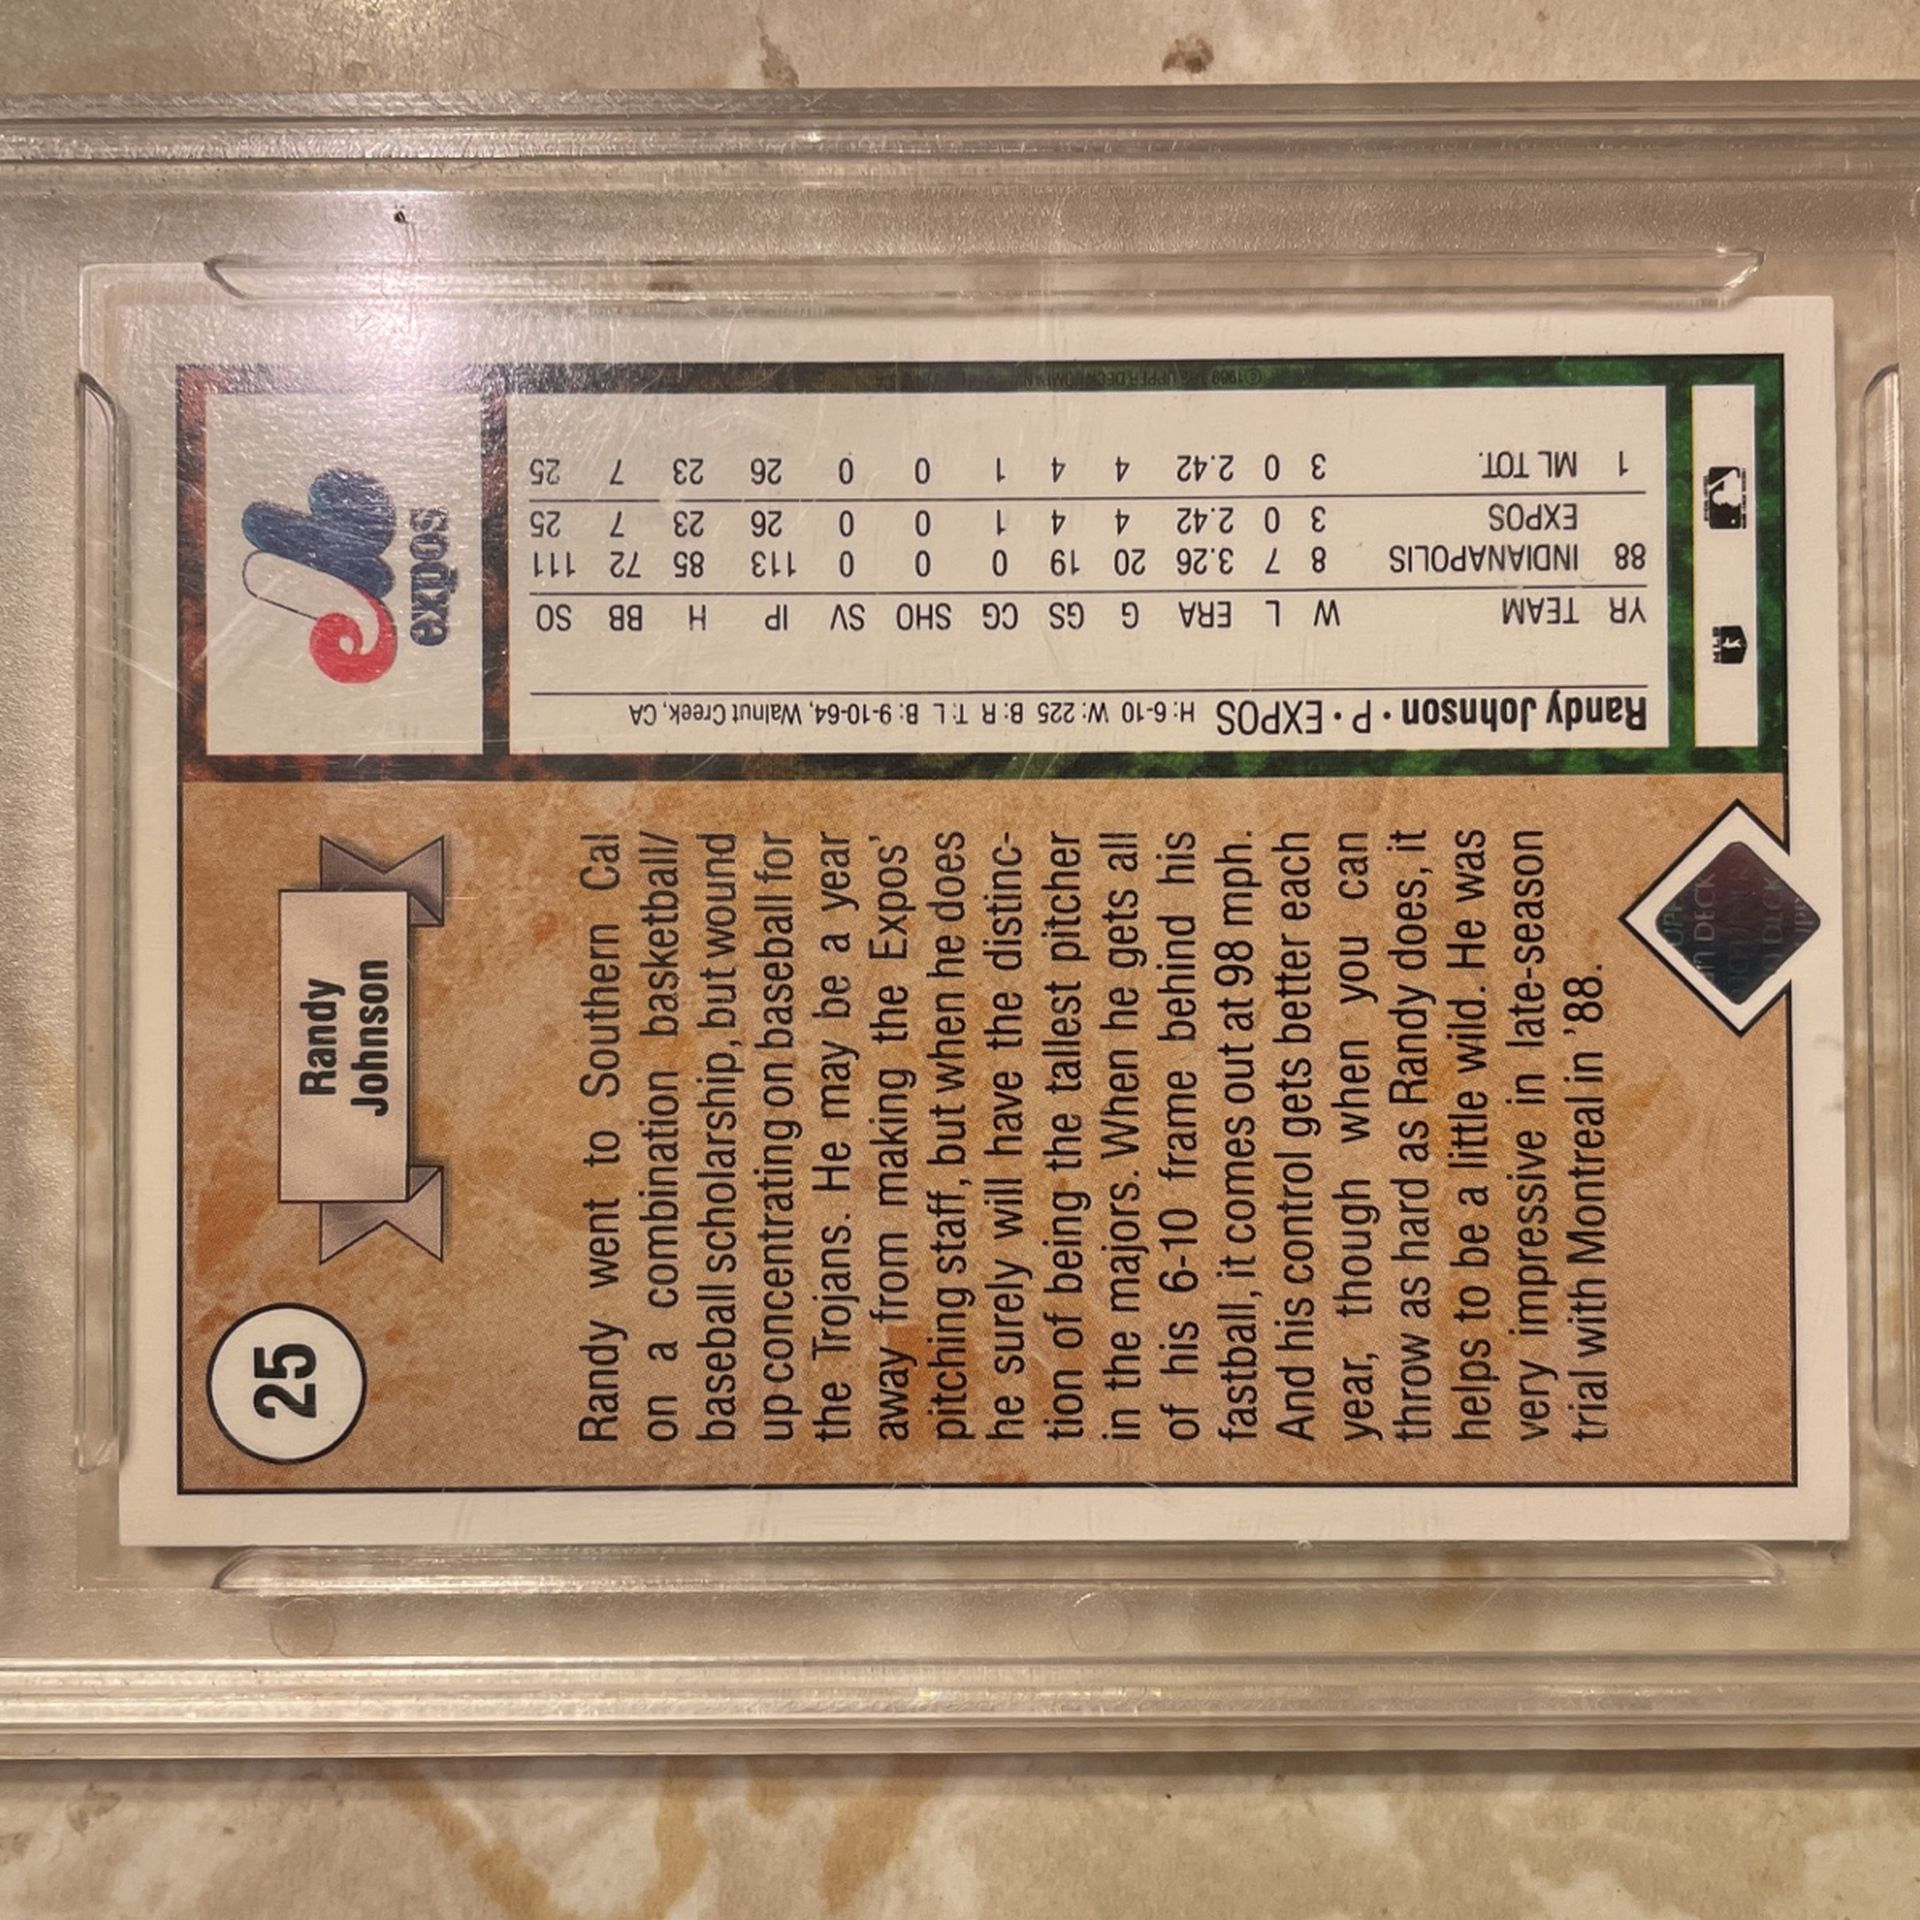 25
Randy
Johnson
Randy went to Southern Cal
on a combination basketball/
baseball scholarship, but wound
up concentrating on baseball for
the Trojans. He may be a year
away from making the Expos'
pitching staff, but when he does
he surely will have the distinc-
tion of being the tallest pitcher
in the majors. When he gets all
of his 6-10 frame behind his
fastball, it comes out at 98 mph.
And his control gets better each
year, though when you can
throw as hard as Randy does, it
helps to be a little wild. He was
very impressive in late-season
trial with Montreal in '88.
Randy Johnson • P • EXPOS H: 6-10 W: 225 B: R T: L B: 9-10-64, Walnut Creek, CA
YR TEAM W L ERA G GS CG SHO SV IP H BB SO
88 INDIANAPOLIS 8 7 3.26 20 19 0 0 0 113 85 72 111
EXPOS 3 0 2.42 4 4 1 0 0 26 23 7 25
1 ML TOT. 3 0 2.42 4 4 1 0 0 26 23 7 25
expos
©1989 UPPER DECK COMPANY
DECK